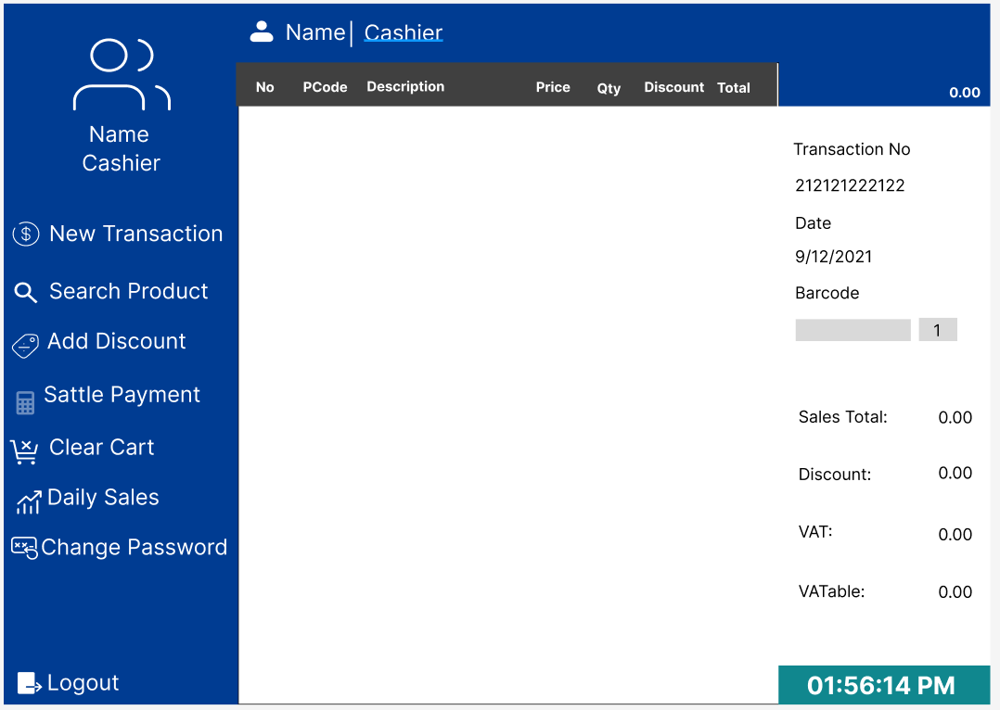 Name
Cashier
New Transaction
Search Product
Add Discount
Sattle Payment
Clear Cart
Daily Sales
Change Password
Logout
Name| Cashier
No PCode Description Price Qty Discount Total
0.00
Transaction No
212121222122
Date
9/12/2021
Barcode
1
Sales Total: 0.00
Discount: 0.00
VAT: 0.00
VATable: 0.00
01:56:14 PM